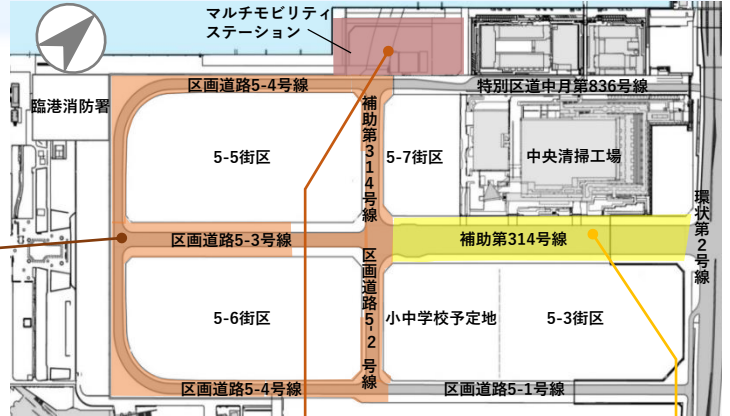 マルチモビリティ
ステーション
区画道路5-4号線
特別区道中月第836号線
臨港消防署
補助第314号線
5-5街区
5-7街区
中央清掃工場
環状第2号線
区画道路5-3号線
補助第314号線
区画道路5-2号線
5-6街区
小中学校予定地
5-3街区
区画道路5-4号線
区画道路5-1号線